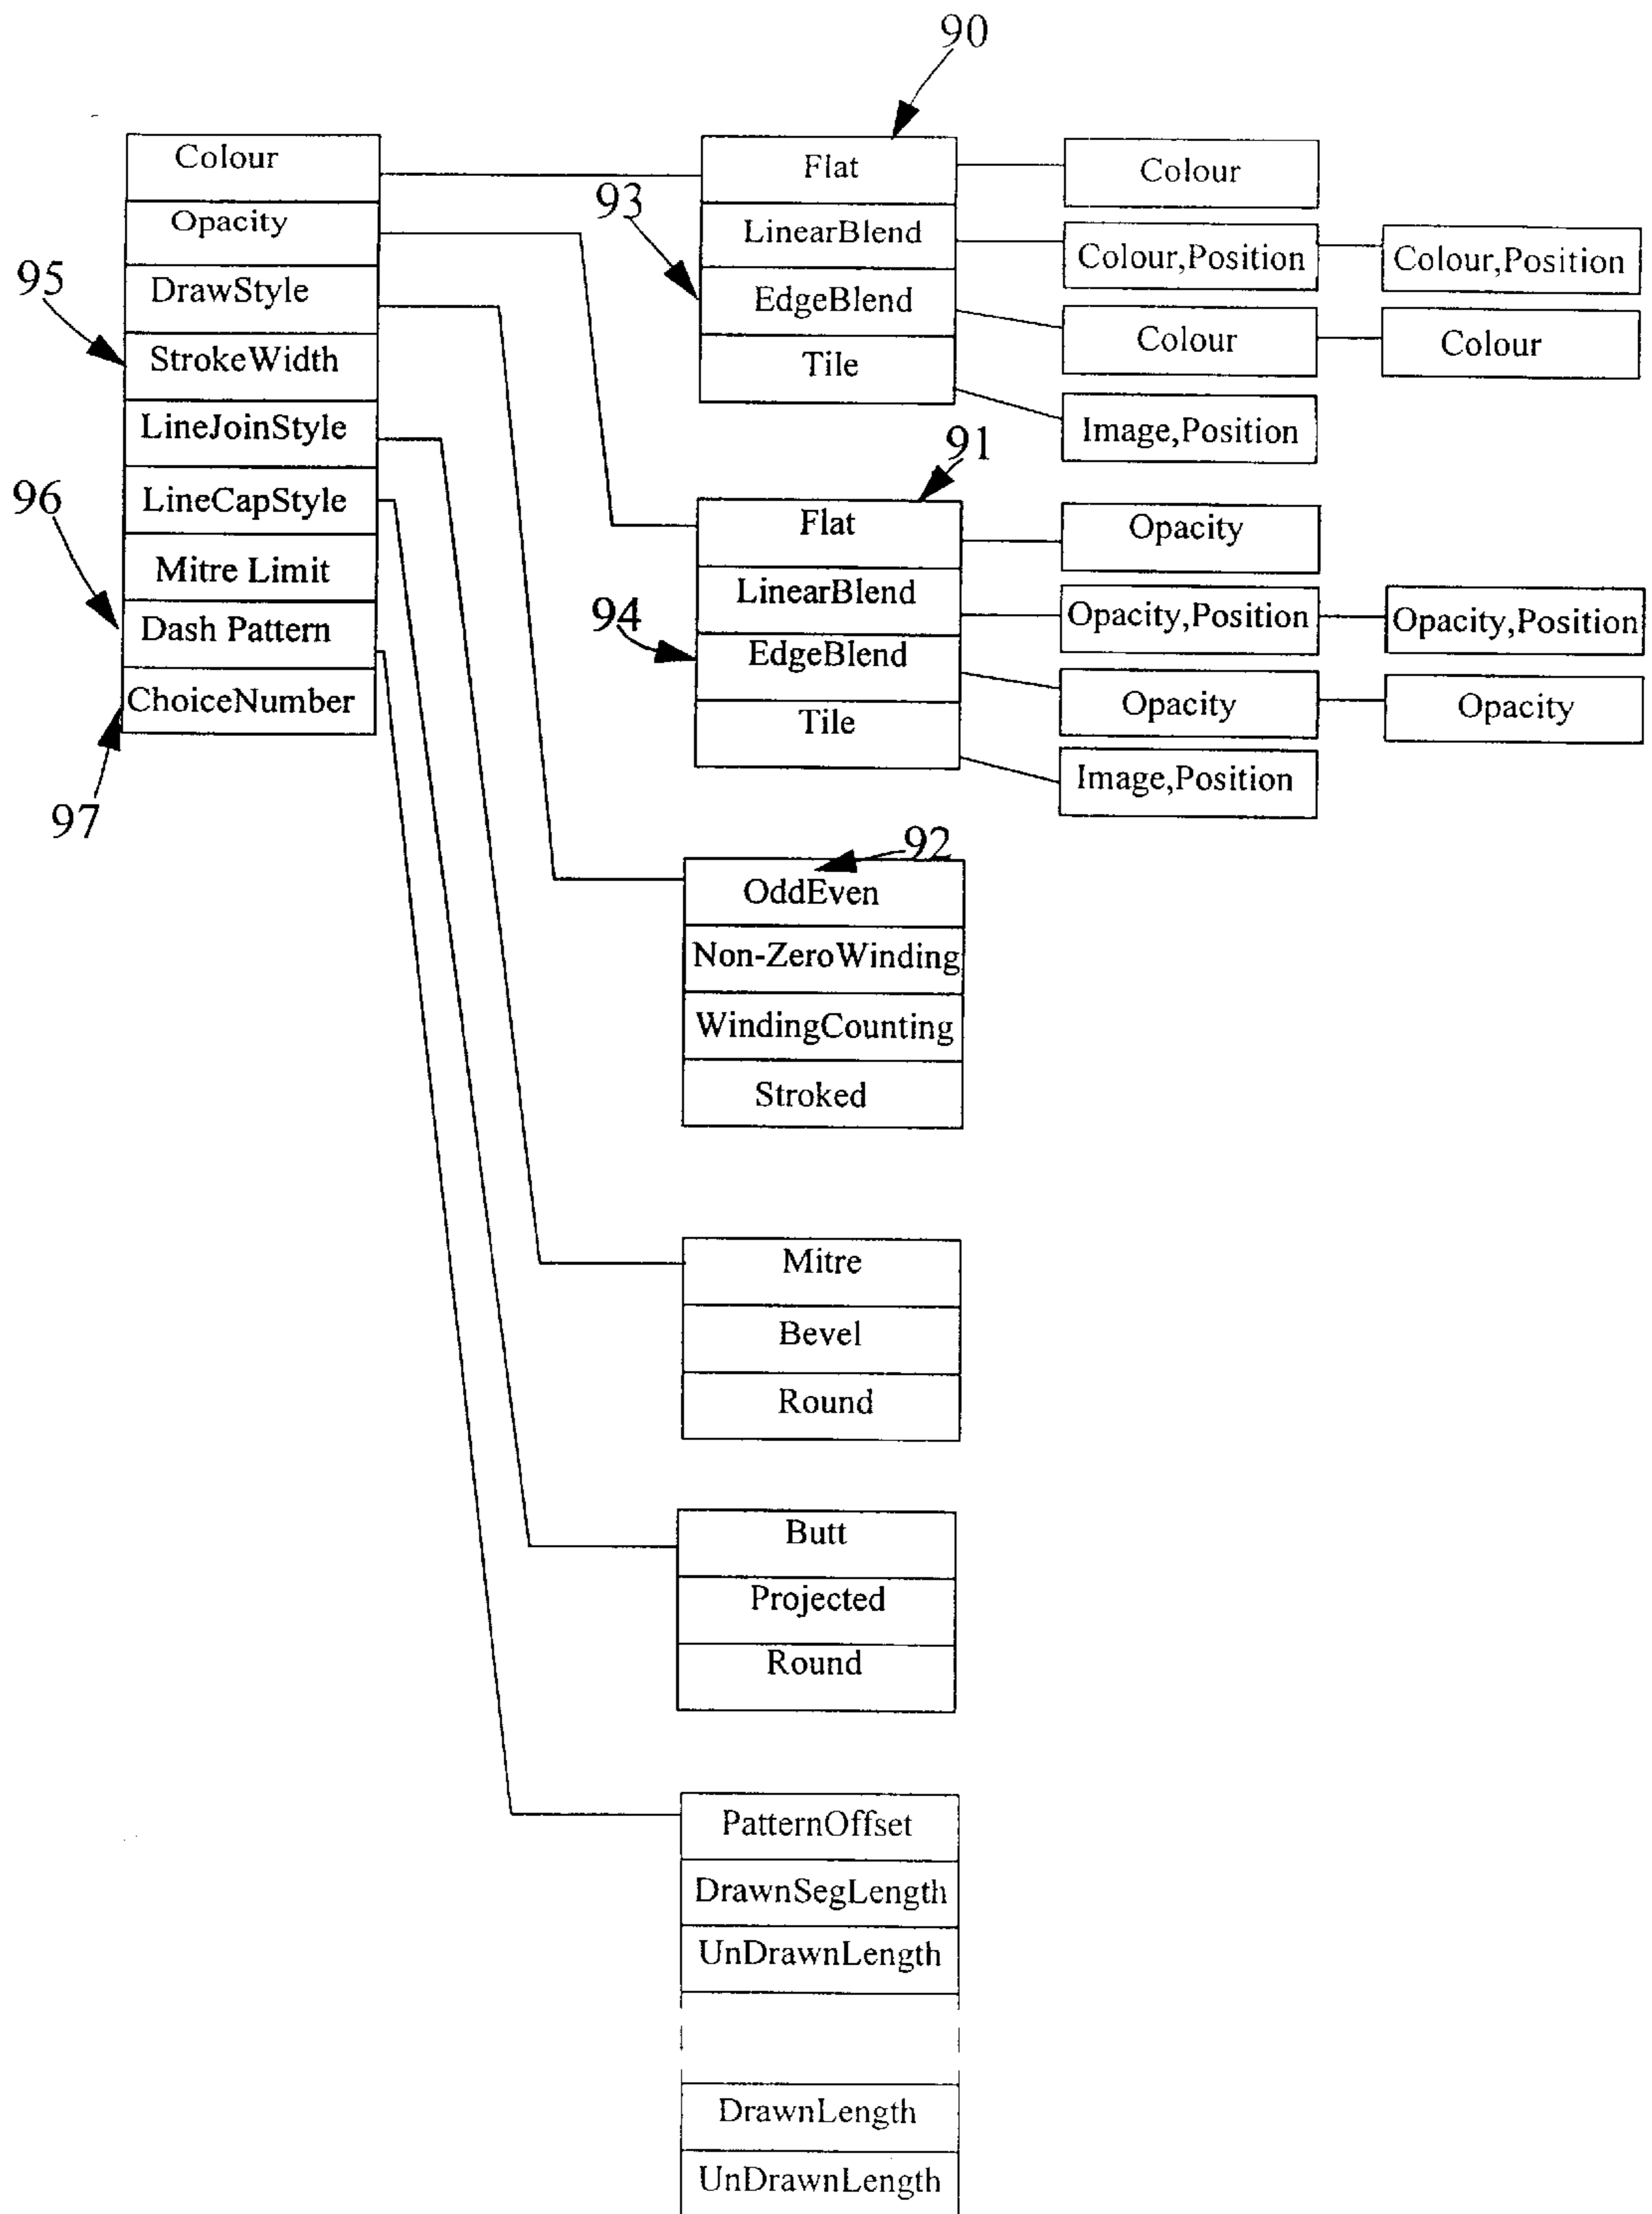 90
Colour
Opacity
DrawStyle
StrokeWidth
LineJoinStyle
LineCapStyle
Mitre Limit
Dash Pattern
ChoiceNumber
95
96
97
93
Flat
LinearBlend
EdgeBlend
Tile
Colour
Colour,Position
Colour,Position
Colour
Colour
Image,Position
91
94
Flat
LinearBlend
EdgeBlend
Tile
Opacity
Opacity,Position
Opacity,Position
Opacity
Opacity
Image,Position
92
OddEven
Non-ZeroWinding
WindingCounting
Stroked
Mitre
Bevel
Round
Butt
Projected
Round
PatternOffset
DrawnSegLength
UnDrawnLength
DrawnLength
UnDrawnLength